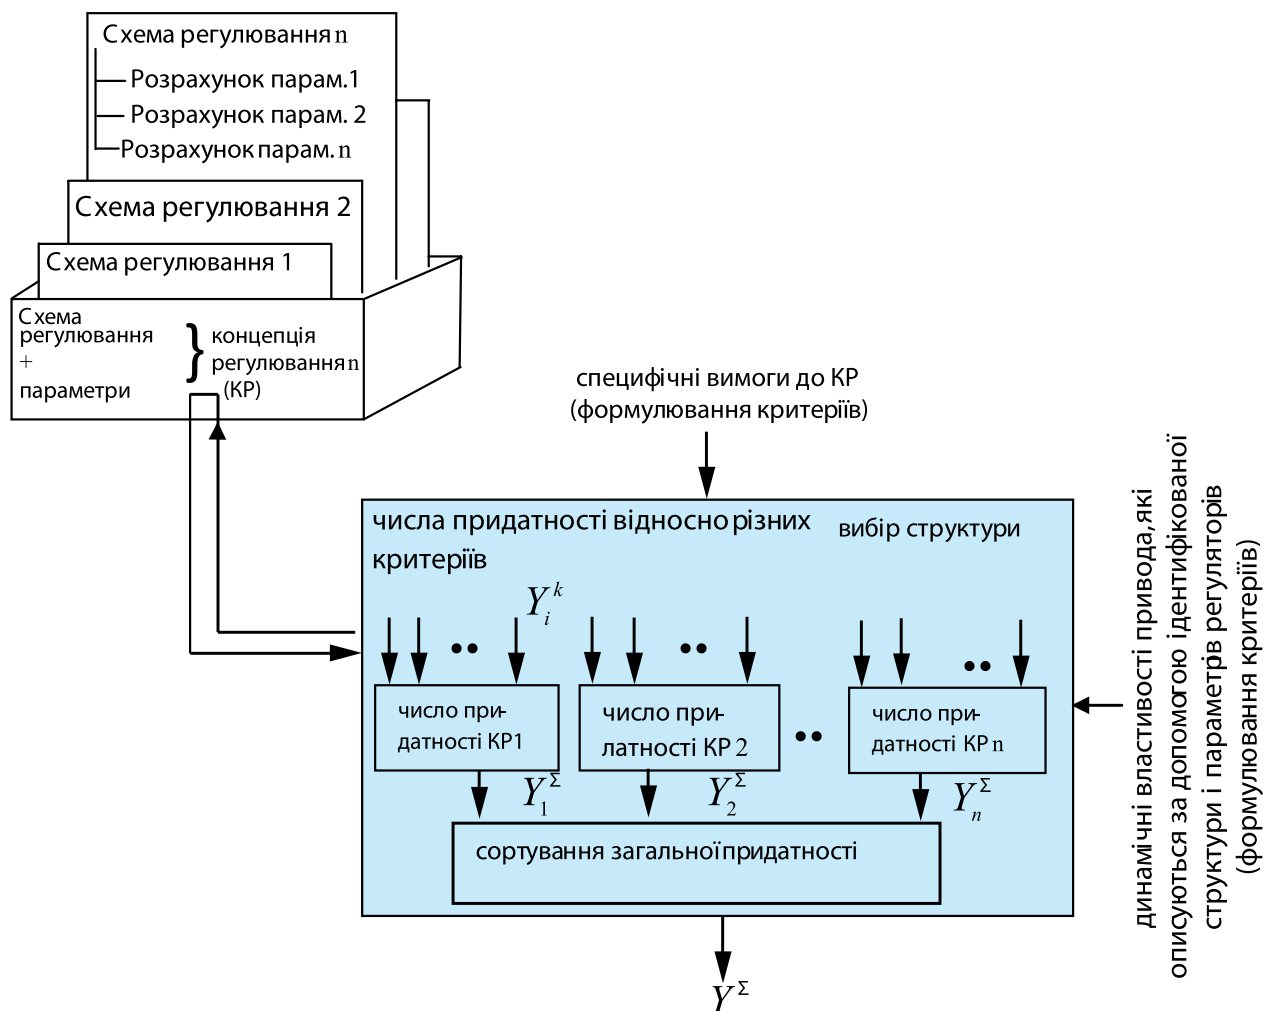 Схема регулювання n
Розрахунок парам.1
Розрахунок парам. 2
Розрахунок парам. n
Схема регулювання 2
Схема регулювання 1
Схема
регулювання
+
параметри
}
концепція
регулювання n
(КР)
специфічні вимоги до КР
(формулювання критеріїв)
числа придатності відносно різних
критеріїв
вибір структури
Y_i^k
число при-
датності КР1
число при-
латності КР 2
число при-
датності КР n
Y_1^Σ
Y_2^Σ
Y_n^Σ
сортування загальної придатності
Y^Σ
динамічні властивості привода, які
описуються за допомогою ідентифікованої
структури і параметрів регуляторів
(формулювання критеріїв)